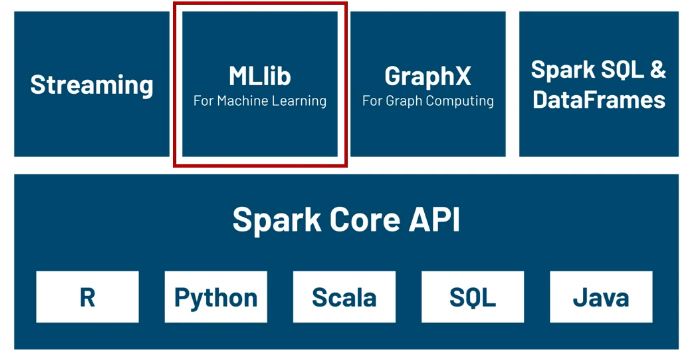 Streaming
MLlib
For Machine Learning
GraphX
For Graph Computing
Spark SQL &
DataFrames
Spark Core API
R
Python
Scala
SQL
Java